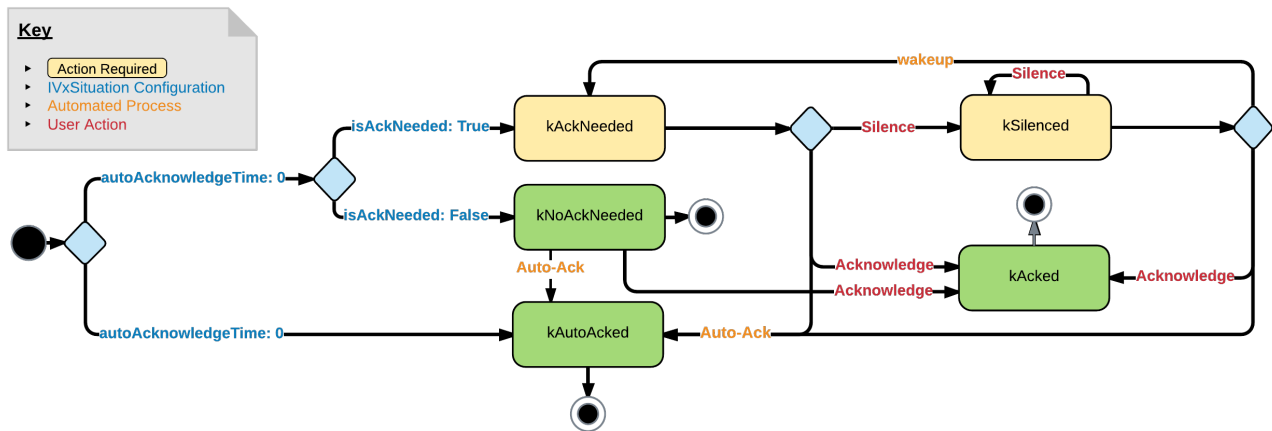 Key
Action Required
IVxSituation Configuration
Automated Process
User Action
wakeup
Silence
isAckNeeded: True
kAckNeeded
Silence
kSilenced
autoAcknowledgeTime: 0
isAckNeeded: False
kNoAckNeeded
Auto-Ack
Acknowledge
kAcked
Acknowledge
Acknowledge
autoAcknowledgeTime: 0
kAutoAcked
Auto-Ack